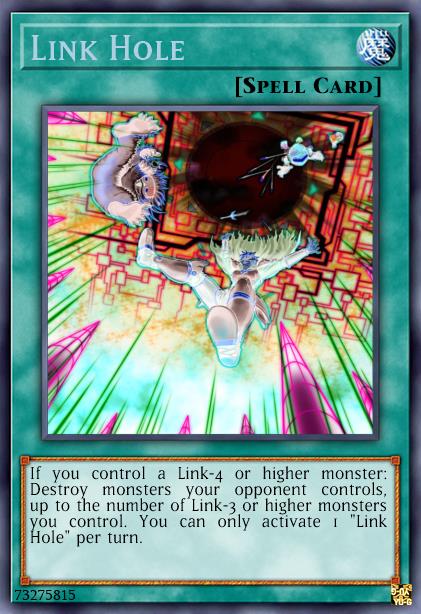 Link Hole
魔
[Spell Card]
If you control a Link-4 or higher monster:
Destroy monsters your opponent controls,
up to the number of Link-3 or higher monsters
you control. You can only activate 1 "Link
Hole" per turn.
73275815